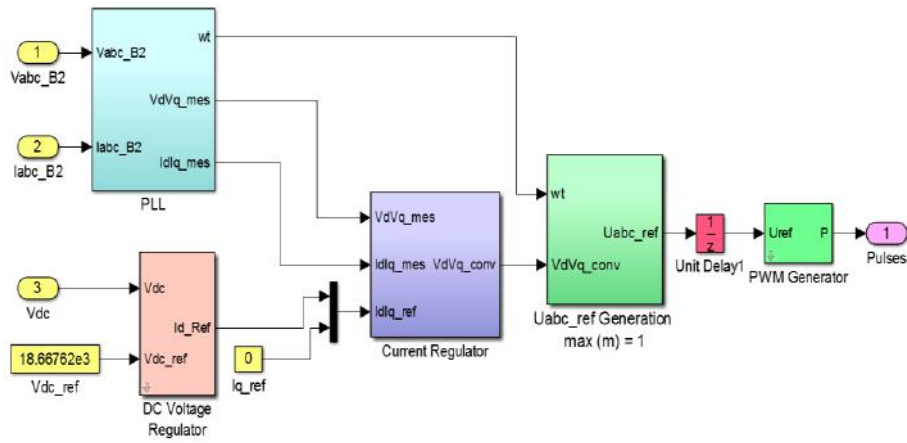 1
Vabc_B2
2
Iabc_B2
Vabc_B2
Iabc_B2
wt
VdVq_mes
IdIq_mes
PLL
3
Vdc
18.66762e3
Vdc_ref
Vdc
Vdc_ref
Id_Ref
DC Voltage
Regulator
0
Iq_ref
VdVq_mes
IdIq_mes
IdIq_ref
VdVq_conv
Current Regulator
wt
VdVq_conv
Uabc_ref
Uabc_ref Generation
max (m) = 1
1
z
Unit Delay1
Uref
P
PWM Generator
1
Pulses